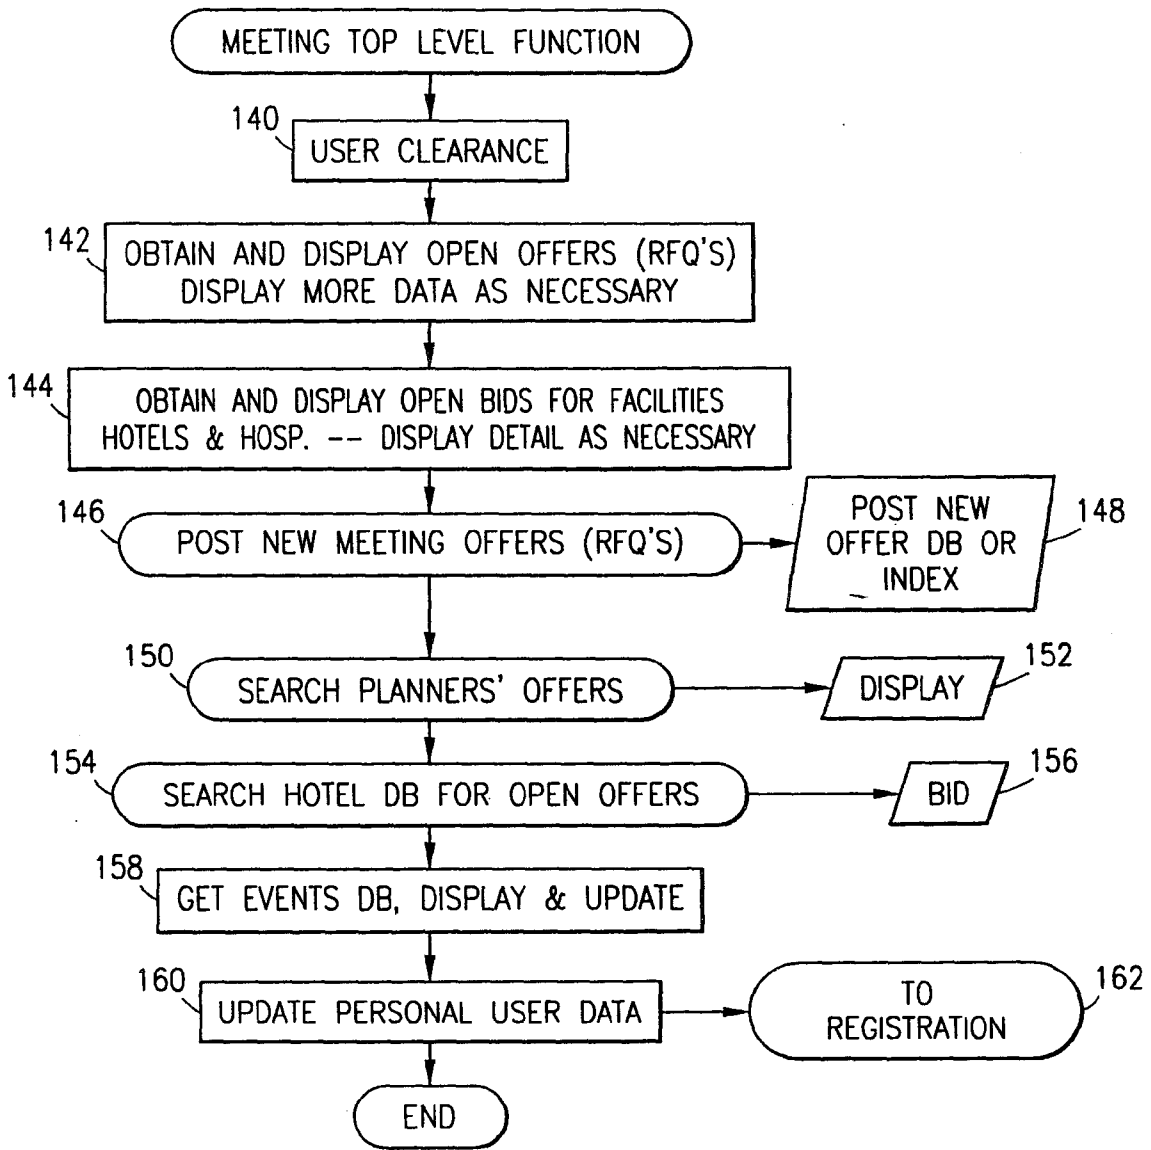 MEETING TOP LEVEL FUNCTION
140
USER CLEARANCE
142
OBTAIN AND DISPLAY OPEN OFFERS (RFQ'S)
DISPLAY MORE DATA AS NECESSARY
144
OBTAIN AND DISPLAY OPEN BIDS FOR FACILITIES
HOTELS & HOSP. -- DISPLAY DETAIL AS NECESSARY
146
POST NEW MEETING OFFERS (RFQ'S)
POST NEW
OFFER DB OR
INDEX
148
150
SEARCH PLANNERS' OFFERS
DISPLAY
152
154
SEARCH HOTEL DB FOR OPEN OFFERS
BID
156
158
GET EVENTS DB, DISPLAY & UPDATE
160
UPDATE PERSONAL USER DATA
TO
REGISTRATION
162
END